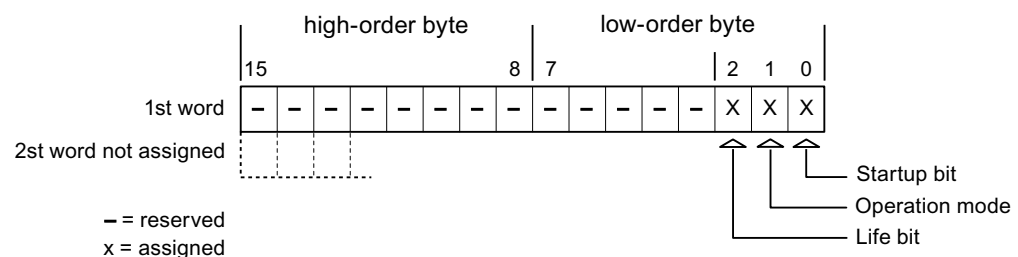 high-order byte low-order byte
15 8 7 2 1 0
1st word – – – – – – – – – – – – – X X X
2st word not assigned
Startup bit
Operation mode
Life bit
– = reserved
x = assigned